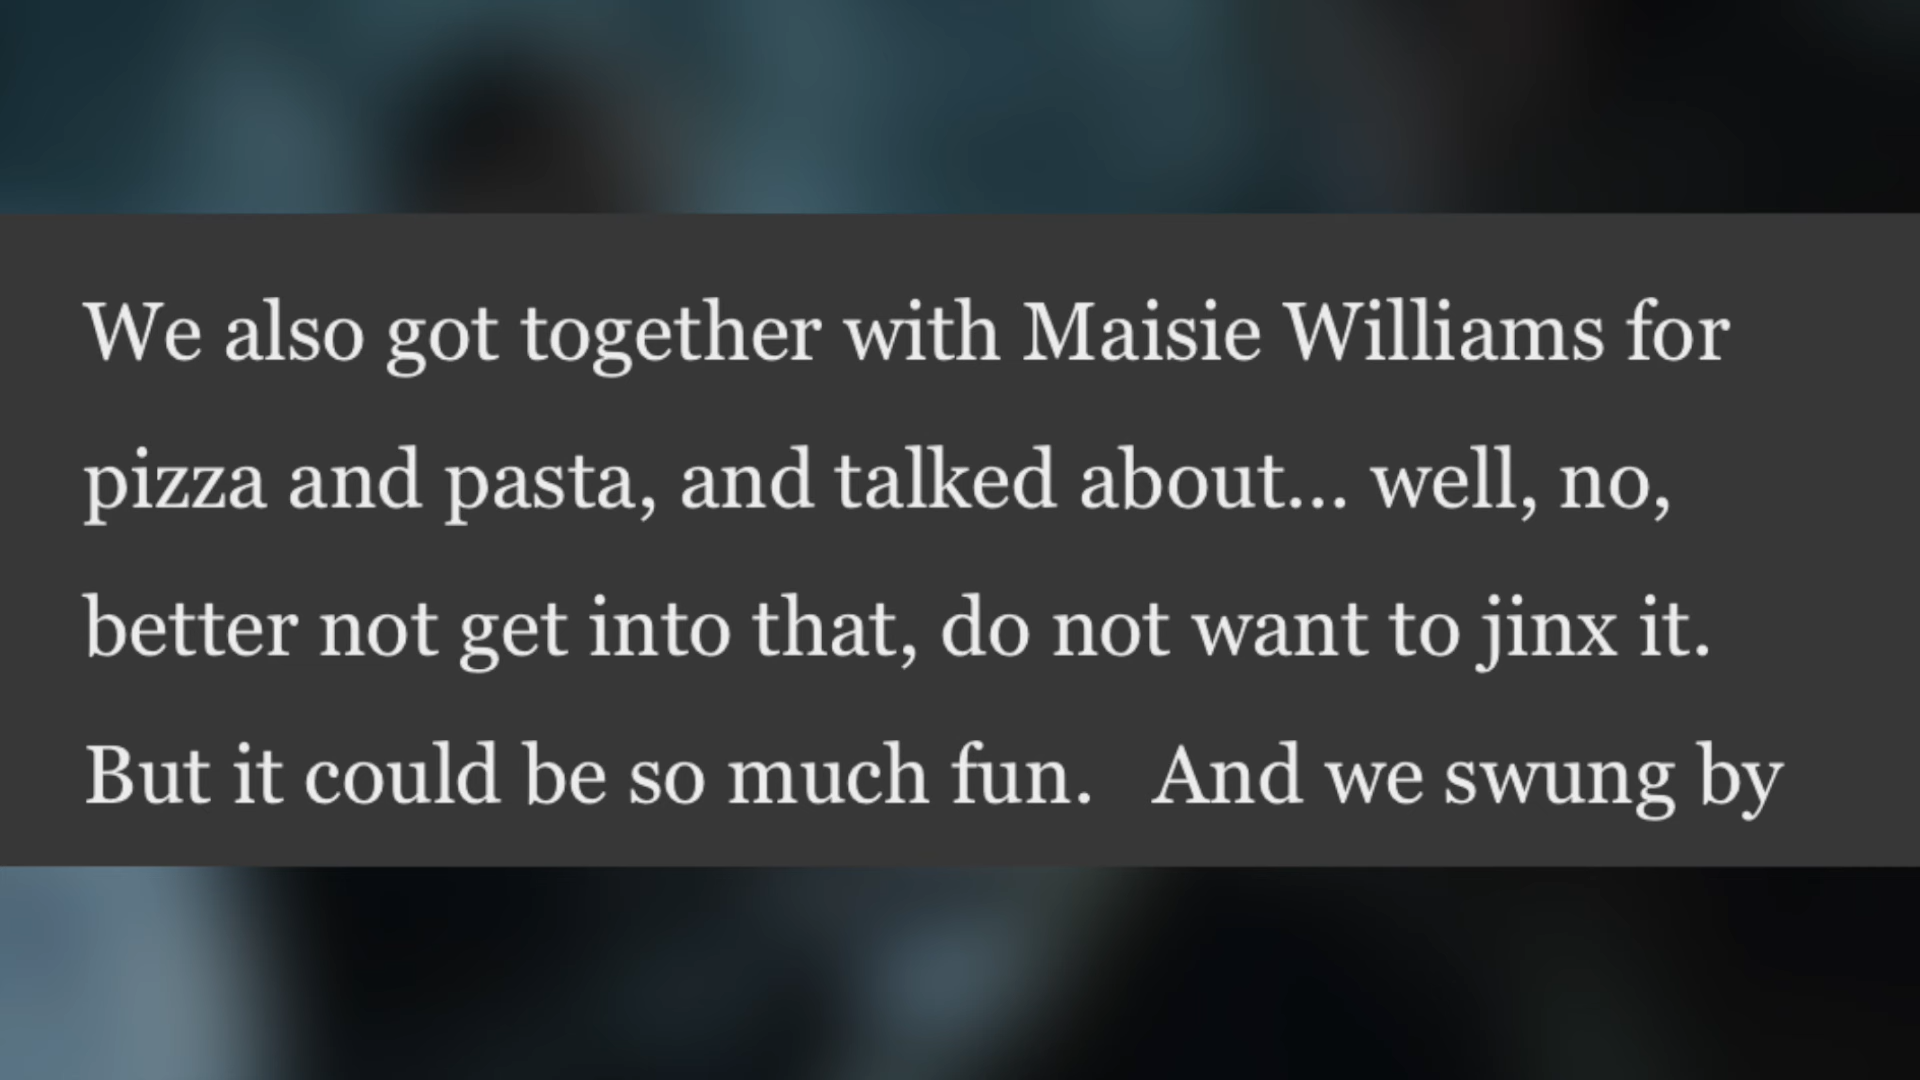 We also got together with Maisie Williams for
pizza and pasta, and talked about... well, no,
better not get into that, do not want to jinx it.
But it could be so much fun.   And we swung by